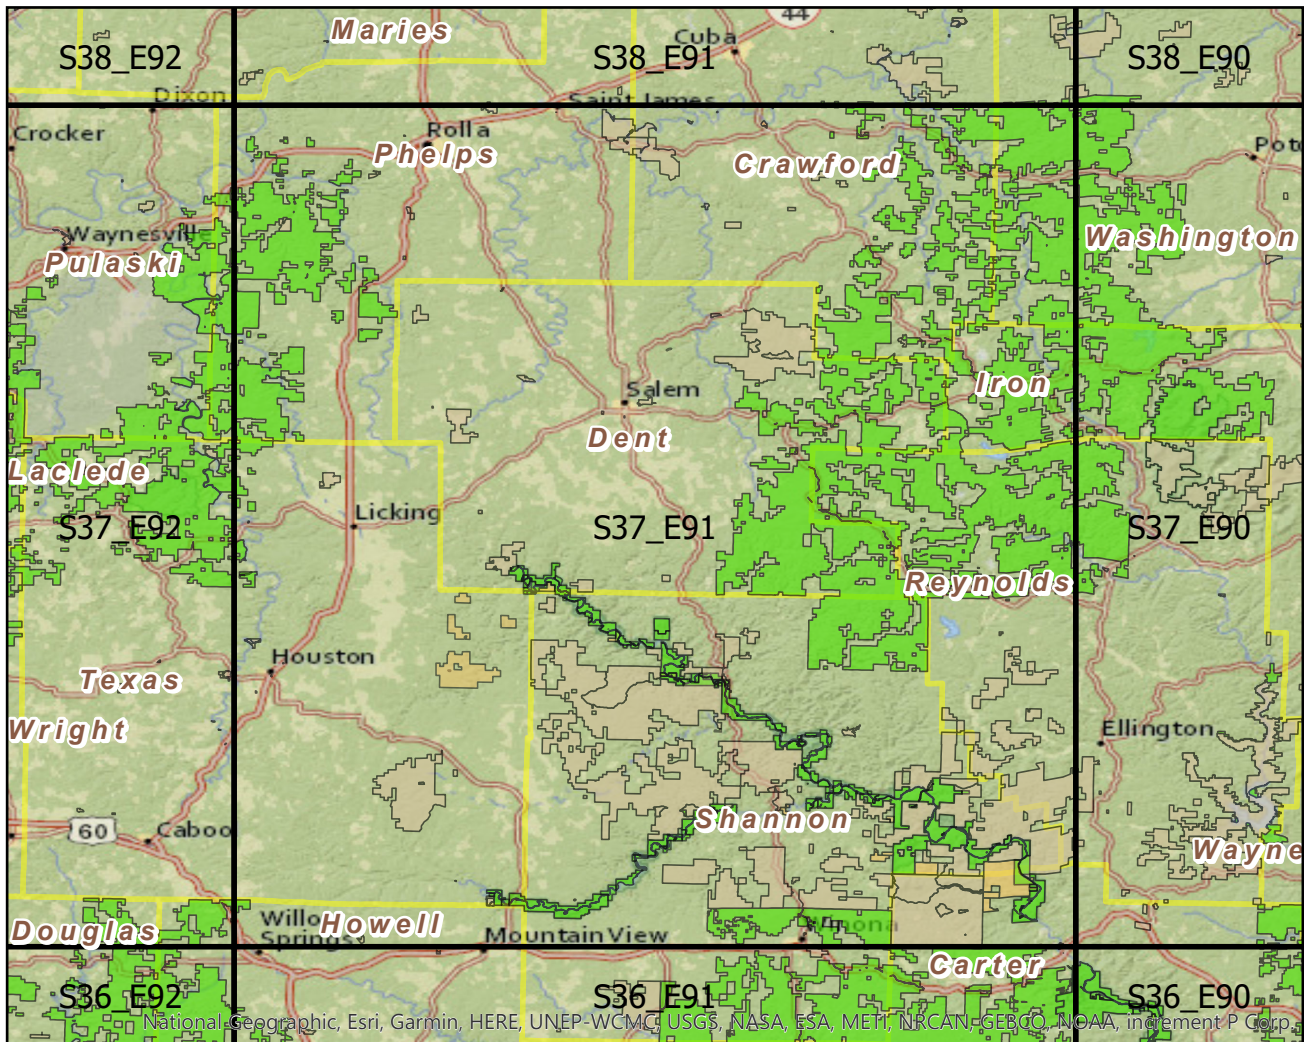 44
Maries
Cuba
S38_E92
S38_E91
S38_E90
Dixon
Saint James
Crocker
Rolla
Phelps
Crawford
Waynesville
Pulaski
Washington
Salem
Iron
Dent
Laclede
Licking
S37_E92
S37_E91
S37_E90
Reynolds
Houston
Texas
Wright
Ellington
Shannon
60
Wayne
Willow
Springs
Howell
Douglas
Mountain View
Winona
Carter
S36_E92
S36_E91
S36_E90
National Geographic, Esri, Garmin, HERE, UNEP-WCMC, USGS, NASA, ESA, METI, NRCAN, GEBCO, NOAA, increment P Corp.